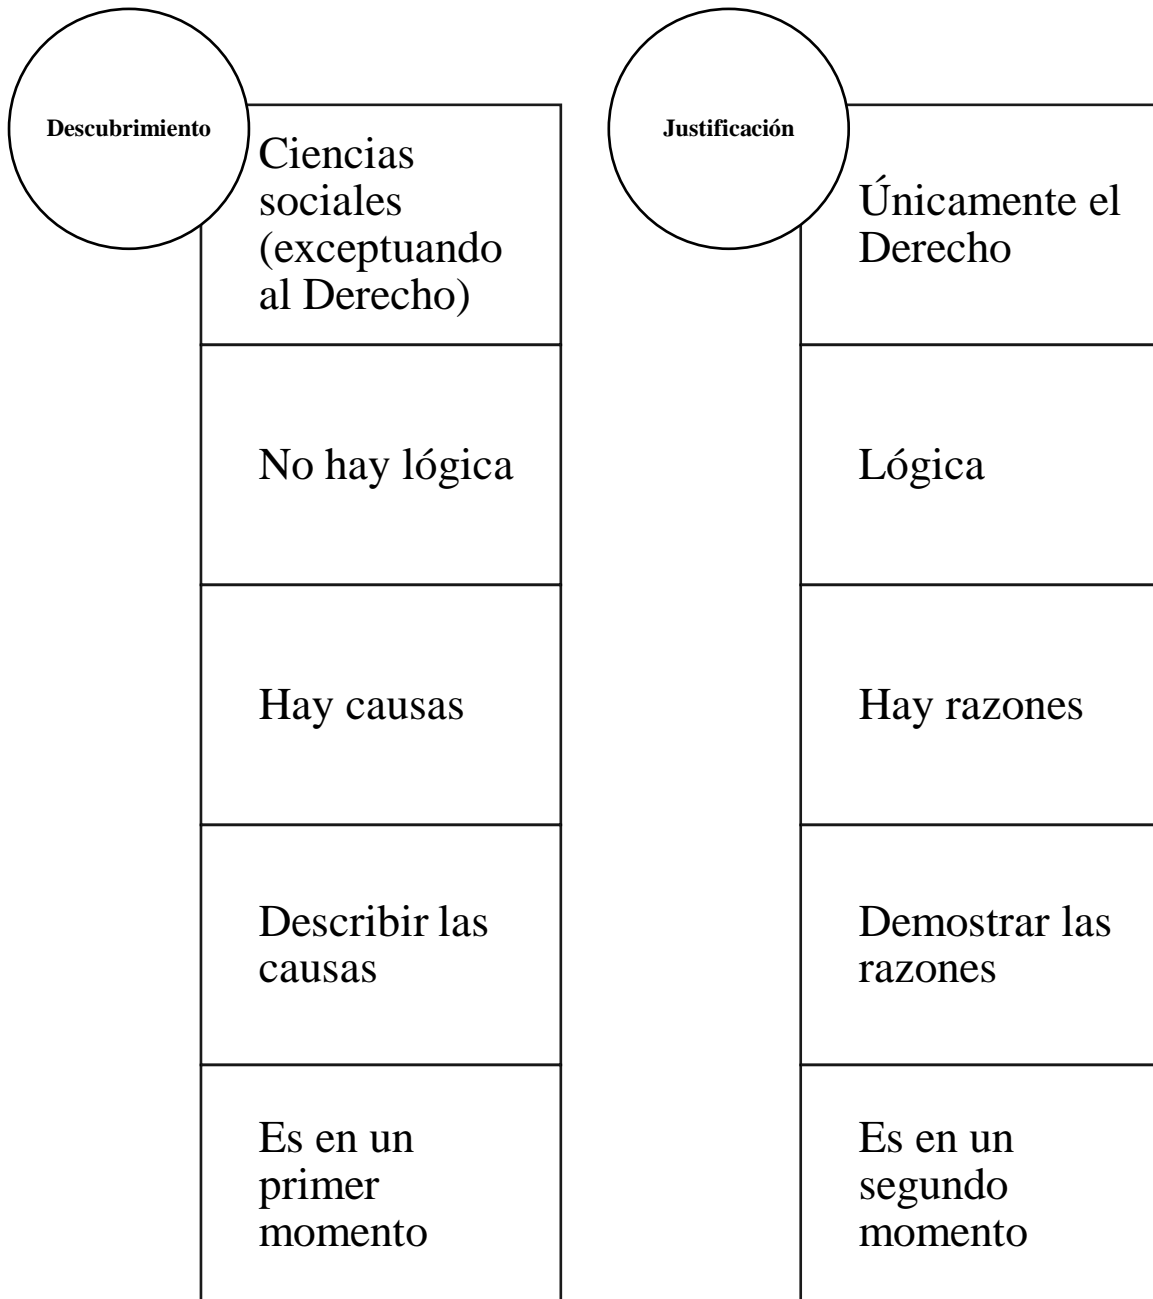 Descubrimiento
Ciencias
sociales
(exceptuando
al Derecho)
No hay lógica
Hay causas
Describir las
causas
Es en un
primer
momento
Justificación
Únicamente el
Derecho
Lógica
Hay razones
Demostrar las
razones
Es en un
segundo
momento